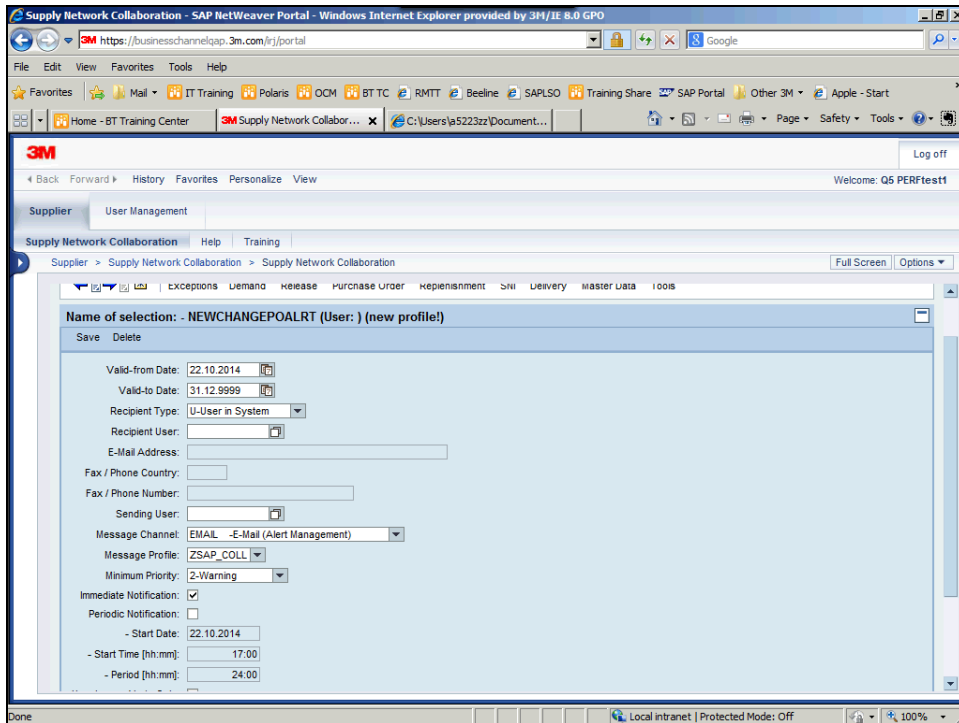 Supply Network Collaboration - SAP NetWeaver Portal - Windows Internet Explorer provided by 3M/IE 8.0 GPO
3M https://businesschannelqap.3m.com/irj/portal
Google
File Edit View Favorites Tools Help
Favorites Mail IT Training Polaris OCM BT TC RMTT Beeline SAPLSO Training Share SAP Portal Other 3M Apple - Start
Home - BT Training Center 3M Supply Network Collabor... X C:\Users\a5223zz\Document... Page Safety Tools
3M Log off
Back Forward History Favorites Personalize View Welcome: Q5 PERFtest1
Supplier User Management
Supply Network Collaboration Help Training
Supplier > Supply Network Collaboration > Supply Network Collaboration Full Screen Options
Exceptions Demand Release Purchase Order Replenishment SNI Delivery Master Data Tools
Name of selection: - NEWCHANGEPOALRT (User: ) (new profile!)
Save Delete
Valid-from Date: 22.10.2014
Valid-to Date: 31.12.9999
Recipient Type: U-User in System
Recipient User:
E-Mail Address:
Fax / Phone Country:
Fax / Phone Number:
Sending User:
Message Channel: EMAIL -E-Mail (Alert Management)
Message Profile: ZSAP_COLL
Minimum Priority: 2-Warning
Immediate Notification:
Periodic Notification:
- Start Date: 22.10.2014
- Start Time [hh:mm]: 17:00
- Period [hh:mm]: 24:00
Done Local intranet | Protected Mode: Off 100%